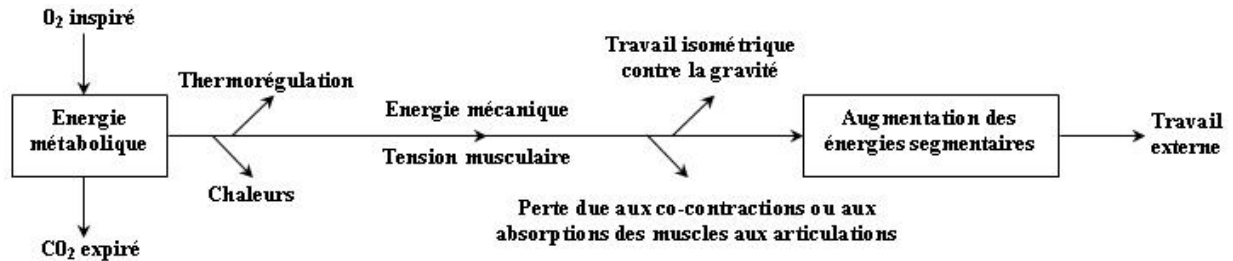 O₂ inspiré
Thermorégulation
Travail isométrique
contre la gravité
Energie
métabolique
Energie mécanique
Tension musculaire
Augmentation des
énergies segmentaires
Travail
externe
Chaleurs
Perte due aux co-contractions ou aux
absorptions des muscles aux articulations
CO₂ expiré